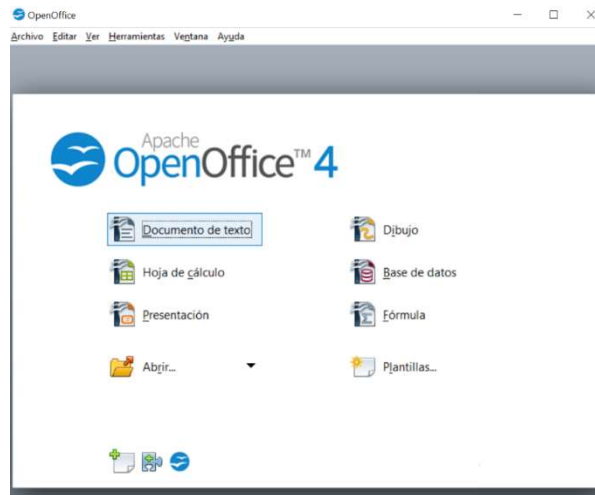 OpenOffice
Archivo Editar Ver Herramientas Ventana Ayuda
Apache
OpenOffice™ 4
Documento de texto
Dibujo
Hoja de cálculo
Base de datos
Presentación
Fórmula
Abrir...
Plantillas...